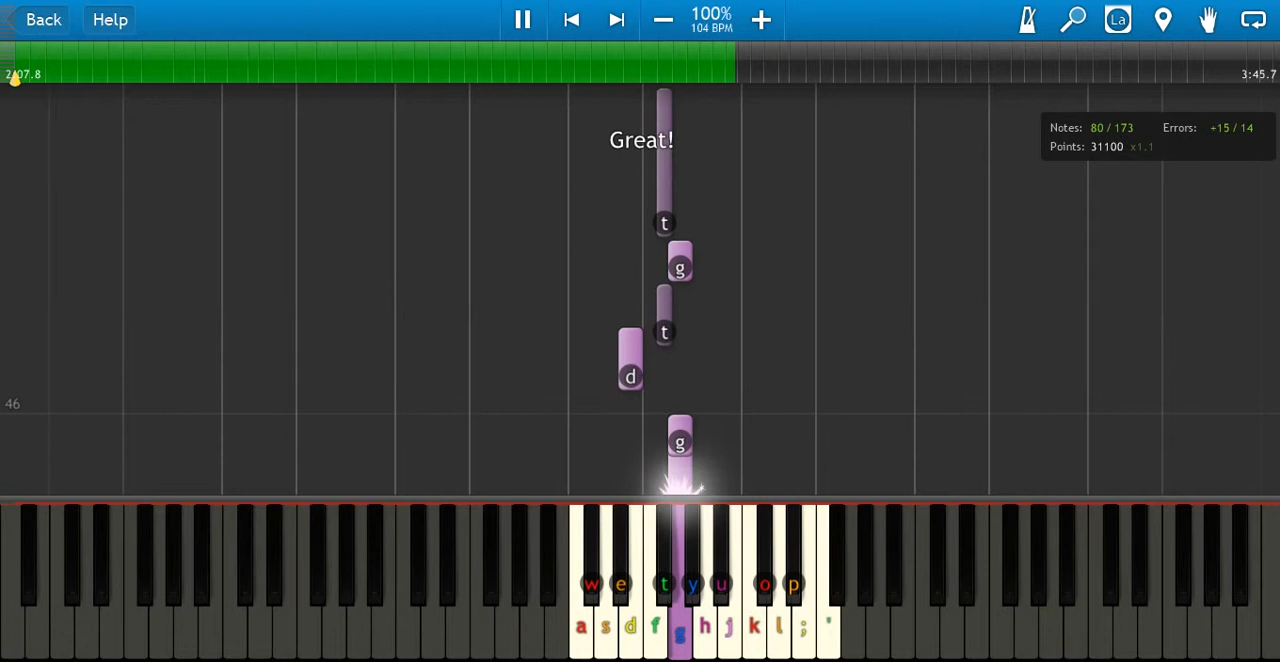 Back Help 100%
104 BPM
La
2:07.8 3:45.7
Notes: 80 / 173 Errors: +15 / 14
Points: 31100 x1.1
Great!
t
g
t
d
46
g
w e t y u o p
a s d f g h j k l ; '